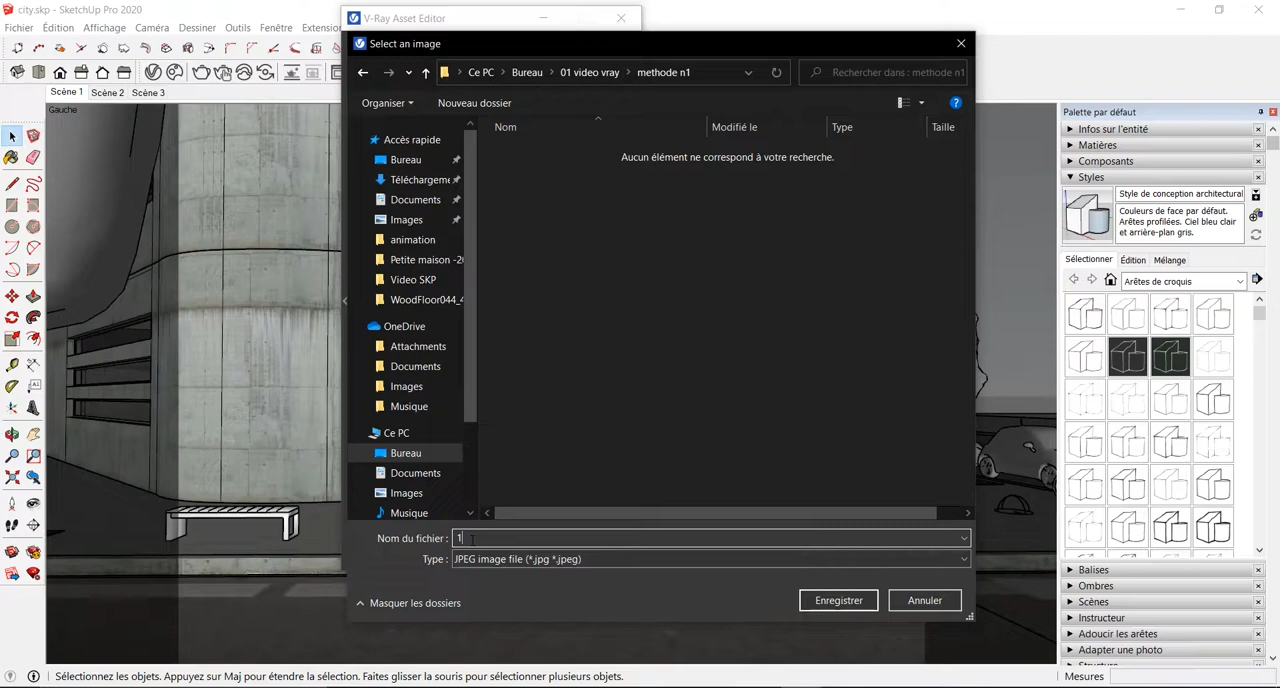 city.skp - SketchUp Pro 2020
Fichier Édition Affichage Caméra Dessiner Outils Fenêtre Extension
V-Ray Asset Editor
Select an image
Ce PC > Bureau > 01 video vray > methode n1
Rechercher dans : methode n1
Organiser
Nouveau dossier
Scène 1 Scène 2 Scène 3
Gauche
Nom
Modifié le
Type
Taille
Aucun élément ne correspond à votre recherche.
Accès rapide
Bureau
Téléchargeme
Documents
Images
animation
Petite maison -20
Video SKP
WoodFloor044_4
OneDrive
Attachments
Documents
Images
Musique
Ce PC
Bureau
Documents
Images
Musique
Nom du fichier : 1
Type : JPEG image file (*.jpg *.jpeg)
Masquer les dossiers
Enregistrer
Annuler
Palette par défaut
Infos sur l'entité
Matières
Composants
Styles
Style de conception architectural
Couleurs de face par défaut.
Arêtes profilées. Ciel bleu clair
et arrière-plan gris.
Sélectionner Édition Mélange
Arêtes de croquis
Balises
Ombres
Scènes
Instructeur
Adoucir les arêtes
Adapter une photo
Sélectionnez les objets. Appuyez sur Maj pour étendre la sélection. Faites glisser la souris pour sélectionner plusieurs objets.
Mesures